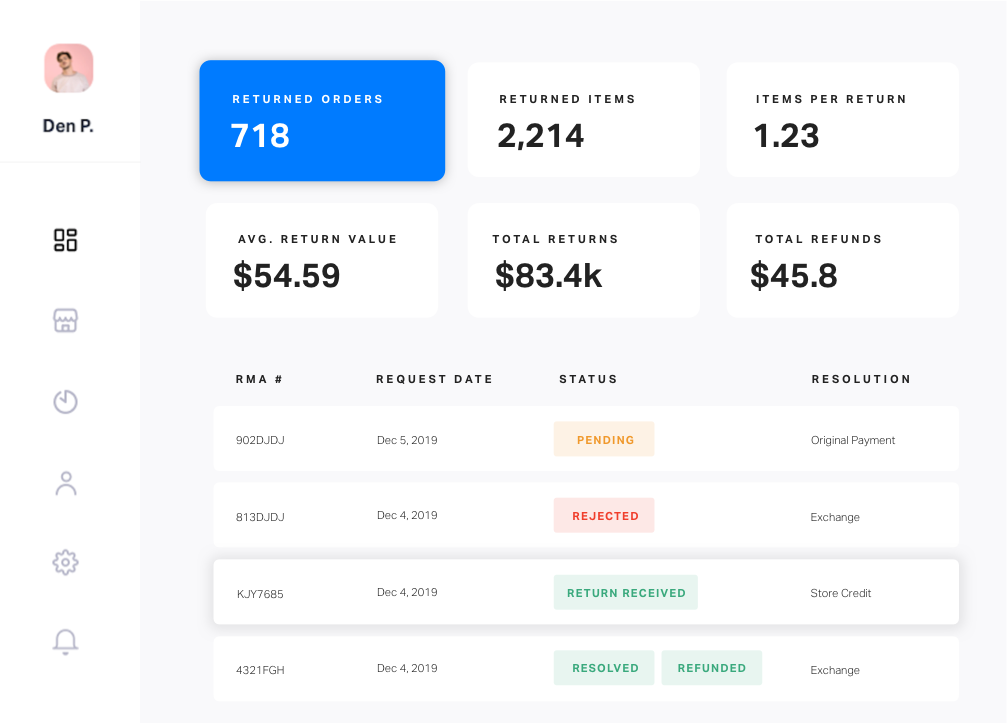 Den P.
RETURNED ORDERS
718
RETURNED ITEMS
2,214
ITEMS PER RETURN
1.23
AVG. RETURN VALUE
$54.59
TOTAL RETURNS
$83.4k
TOTAL REFUNDS
$45.8
RMA # REQUEST DATE STATUS RESOLUTION
902DJDJ Dec 5, 2019 PENDING Original Payment
813DJDJ Dec 4, 2019 REJECTED Exchange
KJY7685 Dec 4, 2019 RETURN RECEIVED Store Credit
4321FGH Dec 4, 2019 RESOLVED REFUNDED Exchange